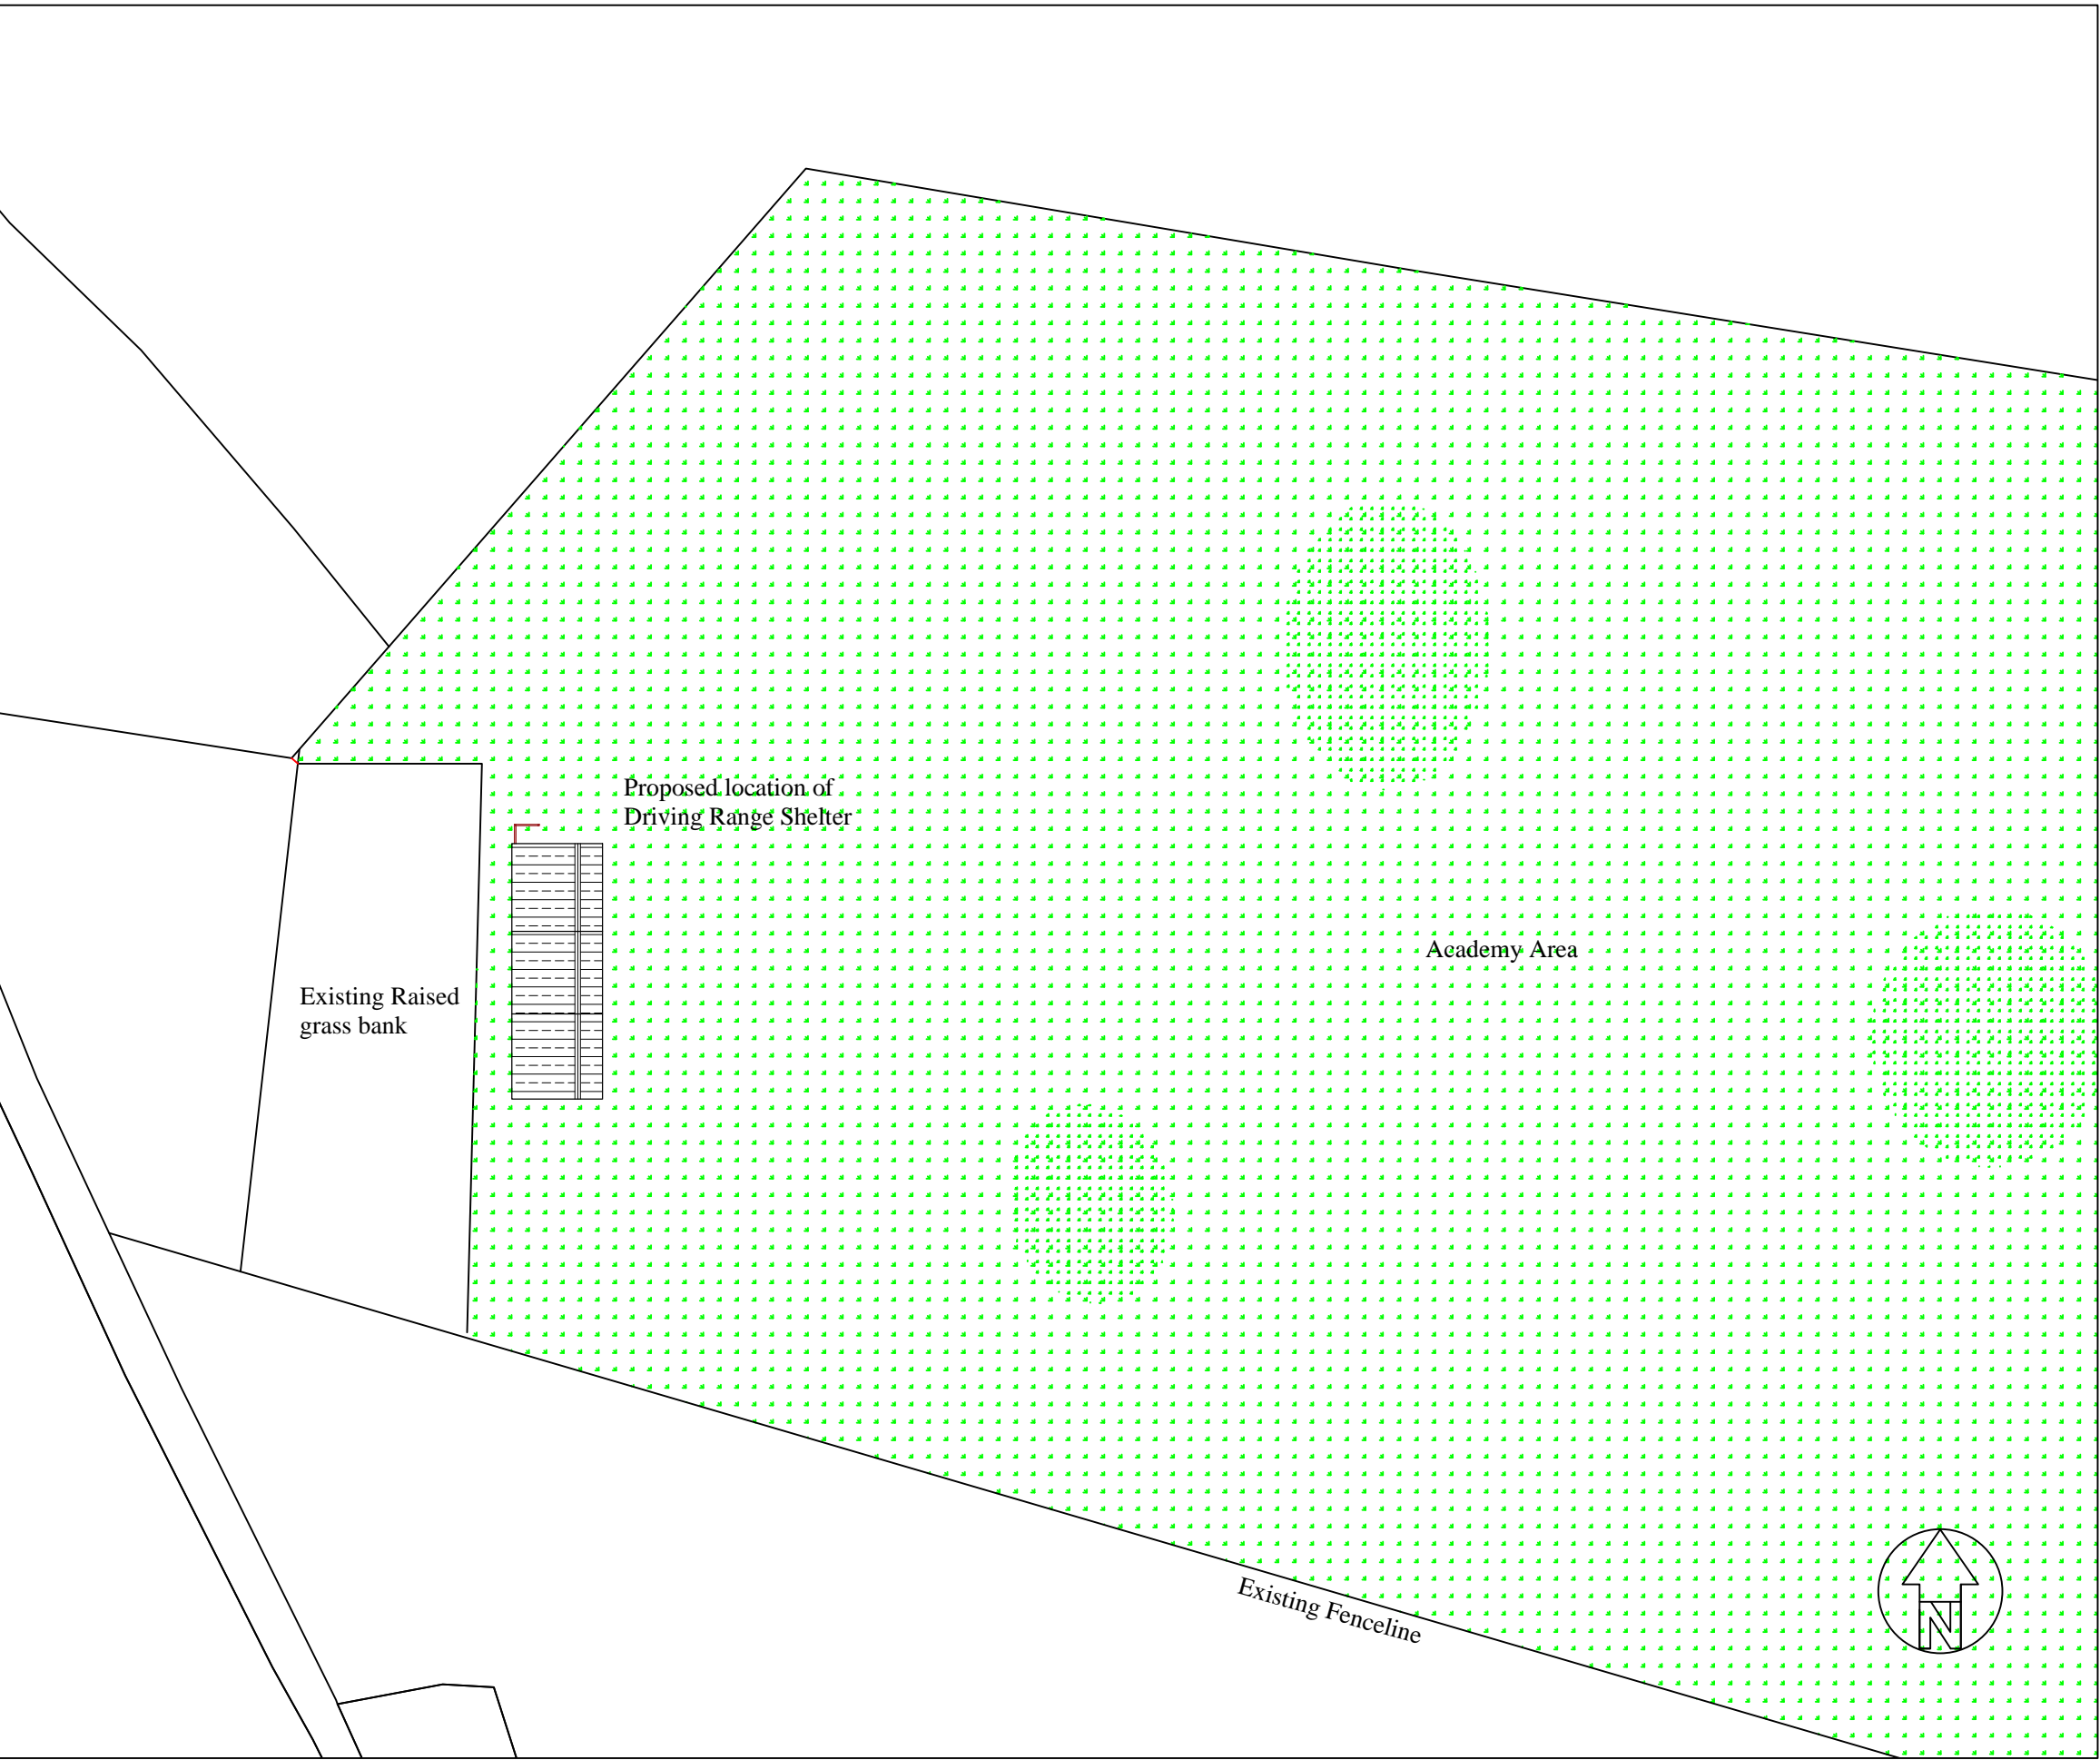 Proposed location of
Driving Range Shelter
Academy Area
Existing Raised
grass bank
Existing Fenceline
N